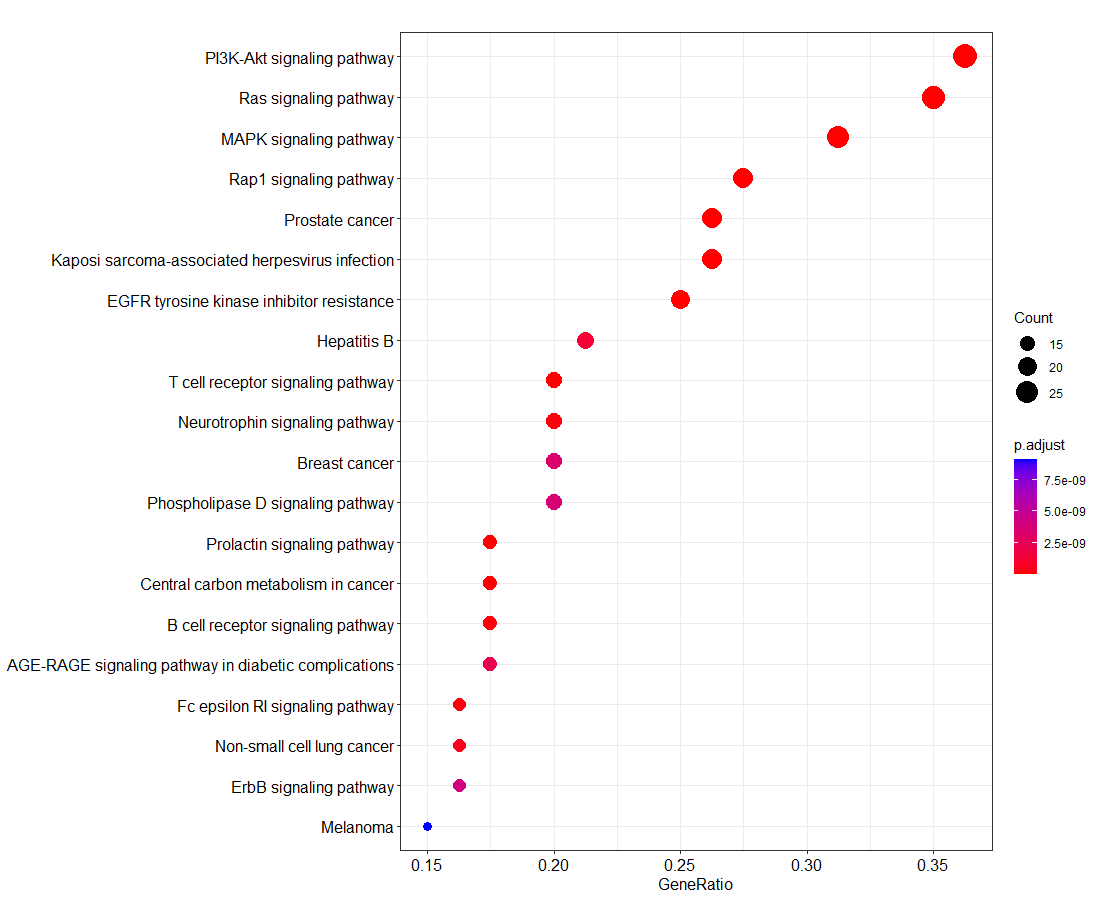 PI3K-Akt signaling pathway
Ras signaling pathway
MAPK signaling pathway
Rap1 signaling pathway
Prostate cancer
Kaposi sarcoma-associated herpesvirus infection
EGFR tyrosine kinase inhibitor resistance
Hepatitis B
T cell receptor signaling pathway
Neurotrophin signaling pathway
Breast cancer
Phospholipase D signaling pathway
Prolactin signaling pathway
Central carbon metabolism in cancer
B cell receptor signaling pathway
AGE-RAGE signaling pathway in diabetic complications
Fc epsilon RI signaling pathway
Non-small cell lung cancer
ErbB signaling pathway
Melanoma
0.15 0.20 0.25 0.30 0.35
GeneRatio
Count
15
20
25
p.adjust
7.5e-09
5.0e-09
2.5e-09